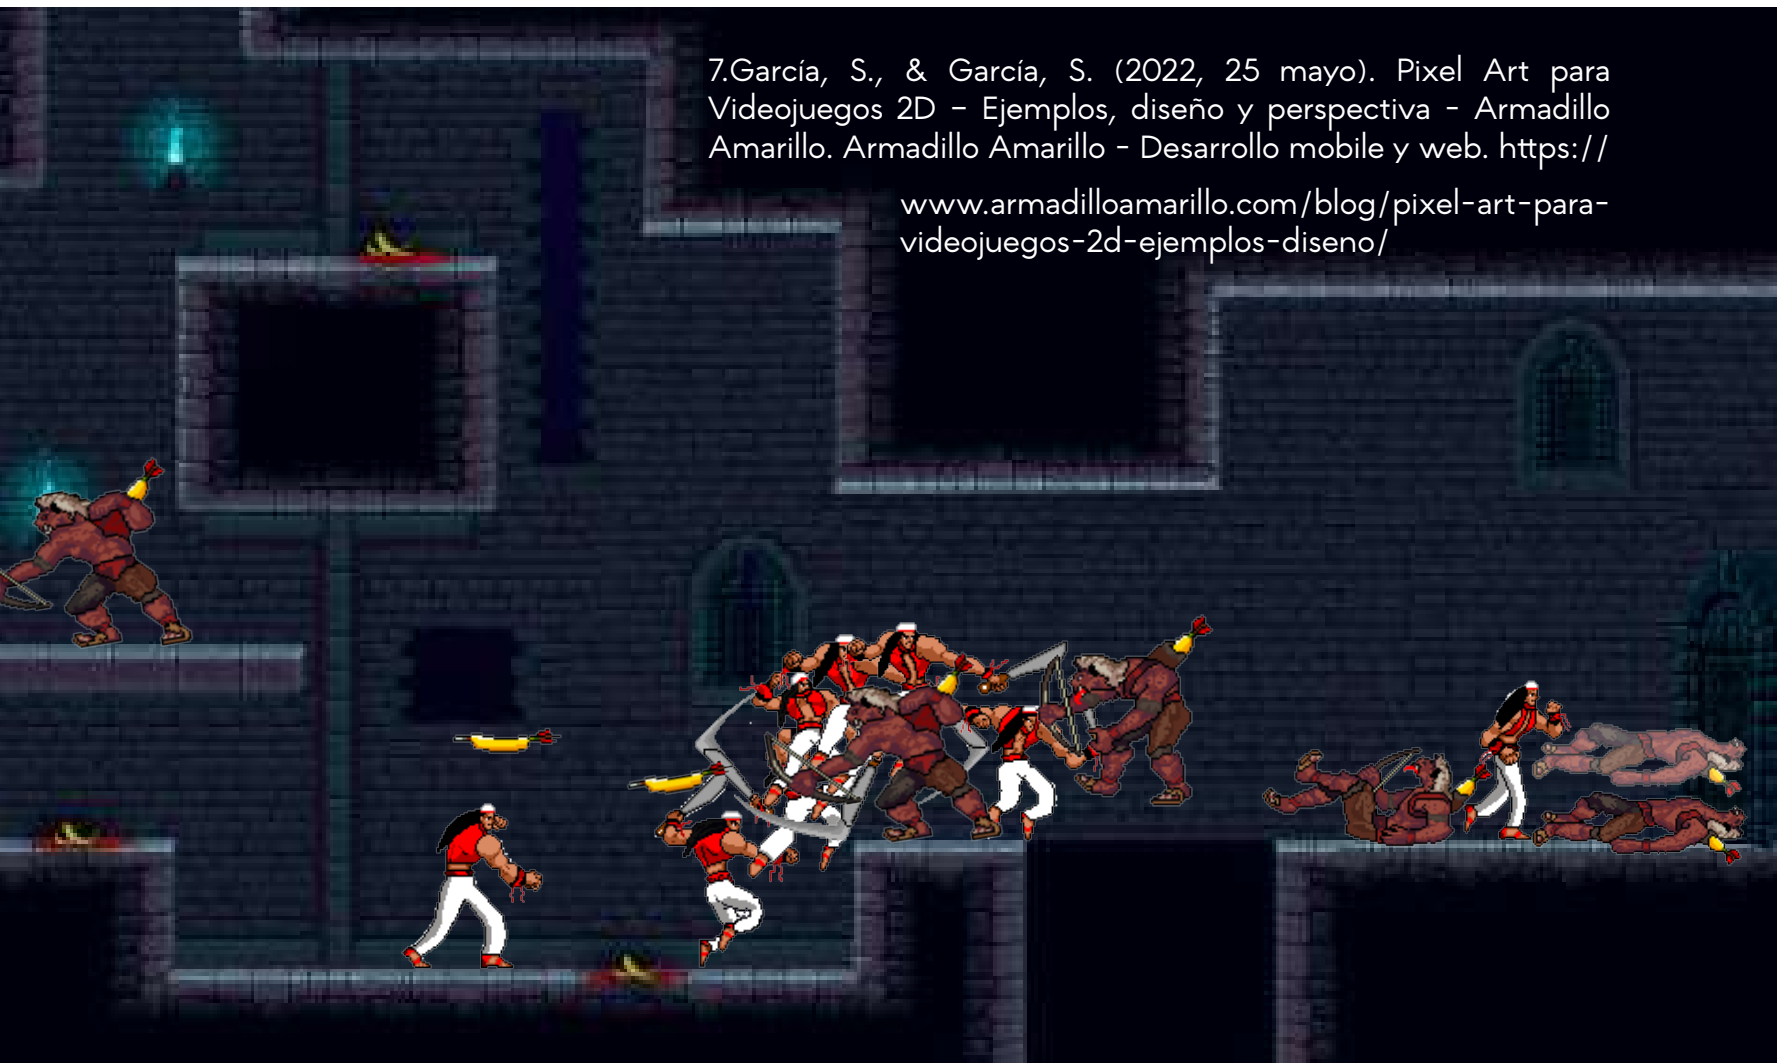 7.García, S., & García, S. (2022, 25 mayo). Pixel Art para
Videojuegos 2D – Ejemplos, diseño y perspectiva - Armadillo
Amarillo. Armadillo Amarillo - Desarrollo mobile y web. https://
www.armadilloamarillo.com/blog/pixel-art-para-
videojuegos-2d-ejemplos-diseno/